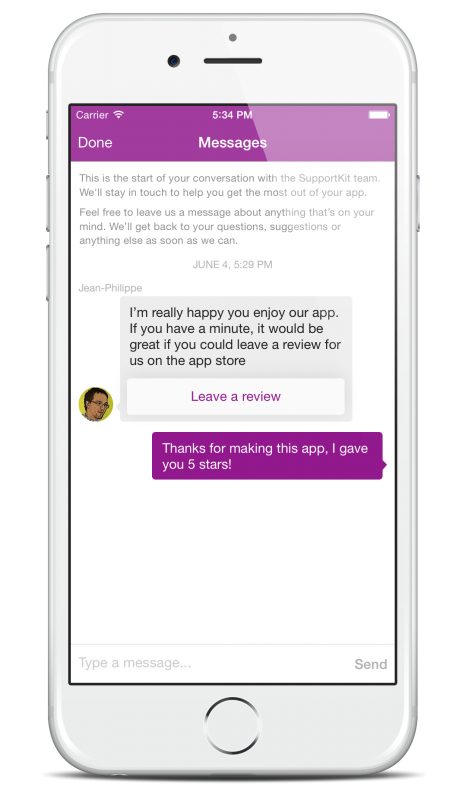 Carrier
5:34 PM
Done
Messages
This is the start of your conversation with the SupportKit team.
We'll stay in touch to help you get the most out of your app.
Feel free to leave us a message about anything that's on your
mind. We'll get back to your questions, suggestions or
anything else as soon as we can.
JUNE 4, 5:29 PM
Jean-Philippe
I'm really happy you enjoy our app.
If you have a minute, it would be
great if you could leave a review for
us on the app store
Leave a review
Thanks for making this app, I gave
you 5 stars!
Type a message...
Send